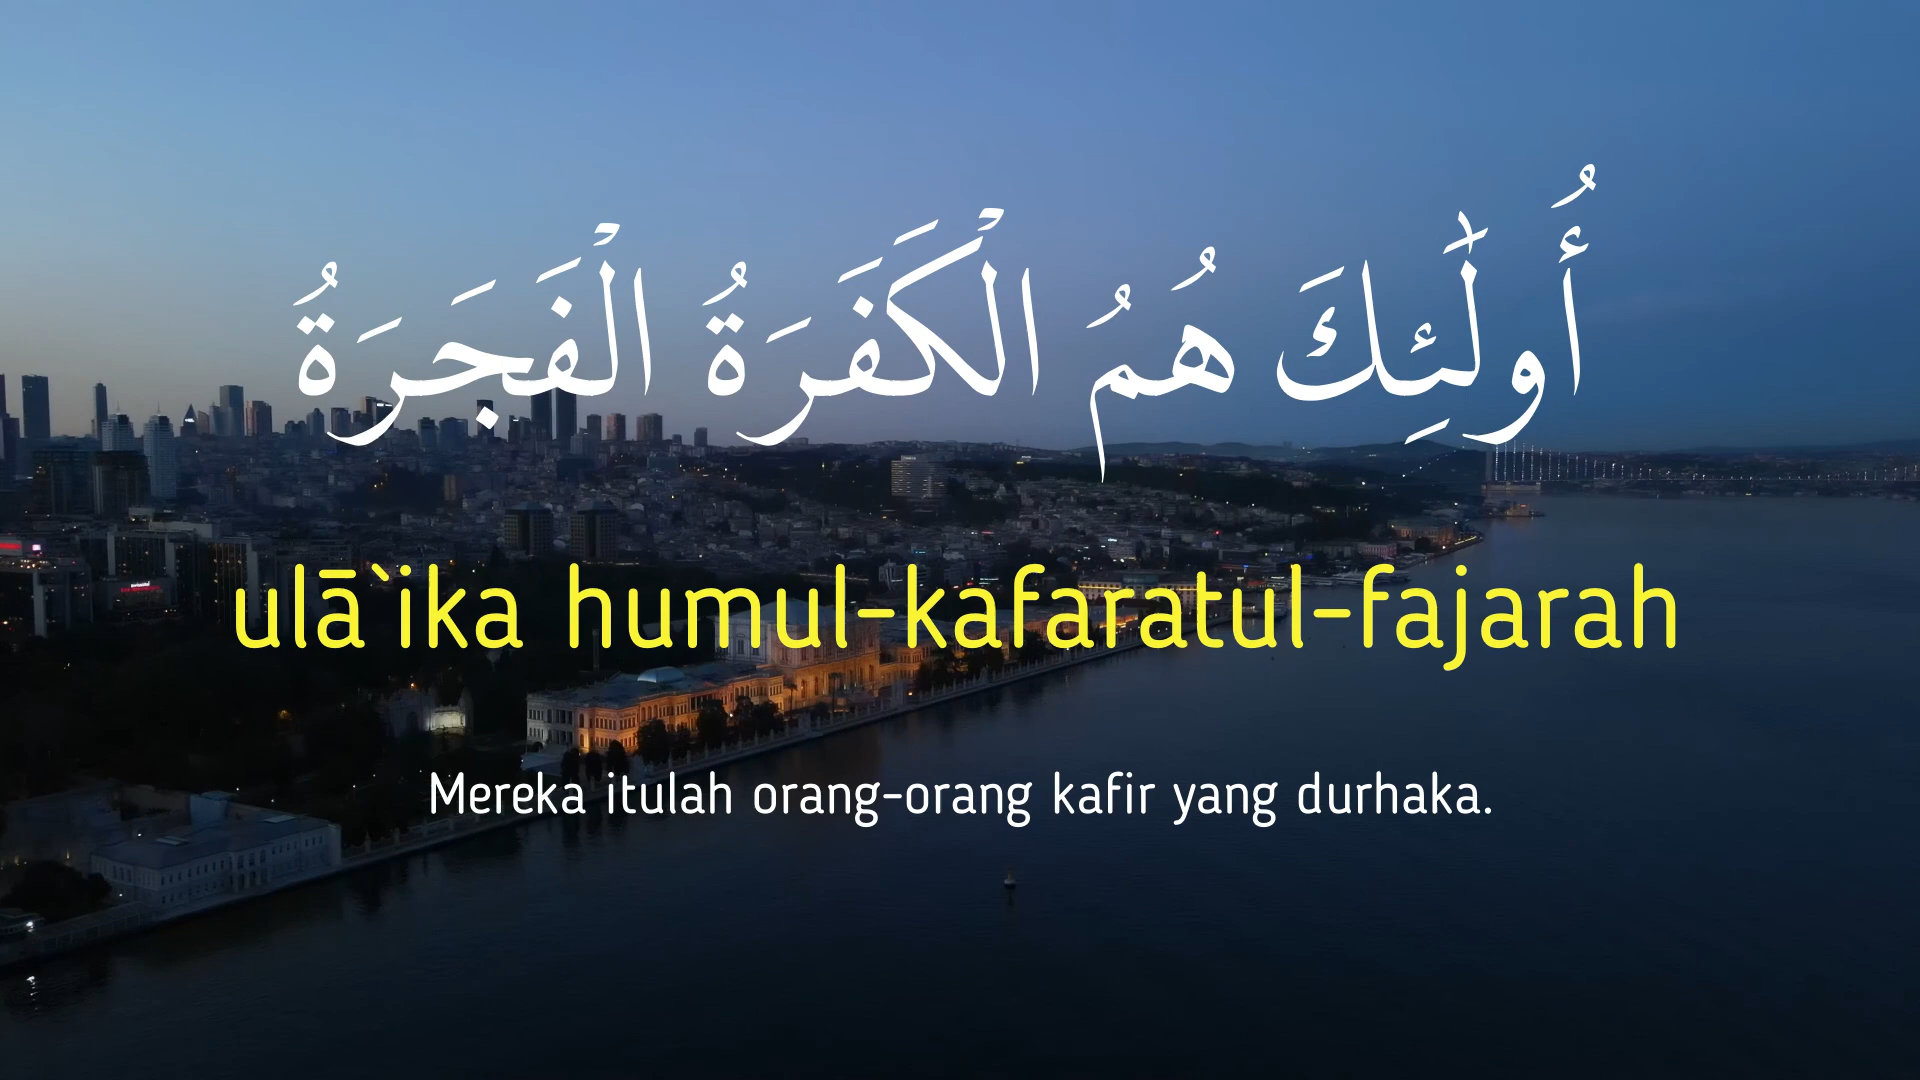 أُولَٰئِكَ هُمُ الْكَفَرَةُ الْفَجَرَةُ
ulā`ika humul-kafaratul-fajarah
Mereka itulah orang-orang kafir yang durhaka.